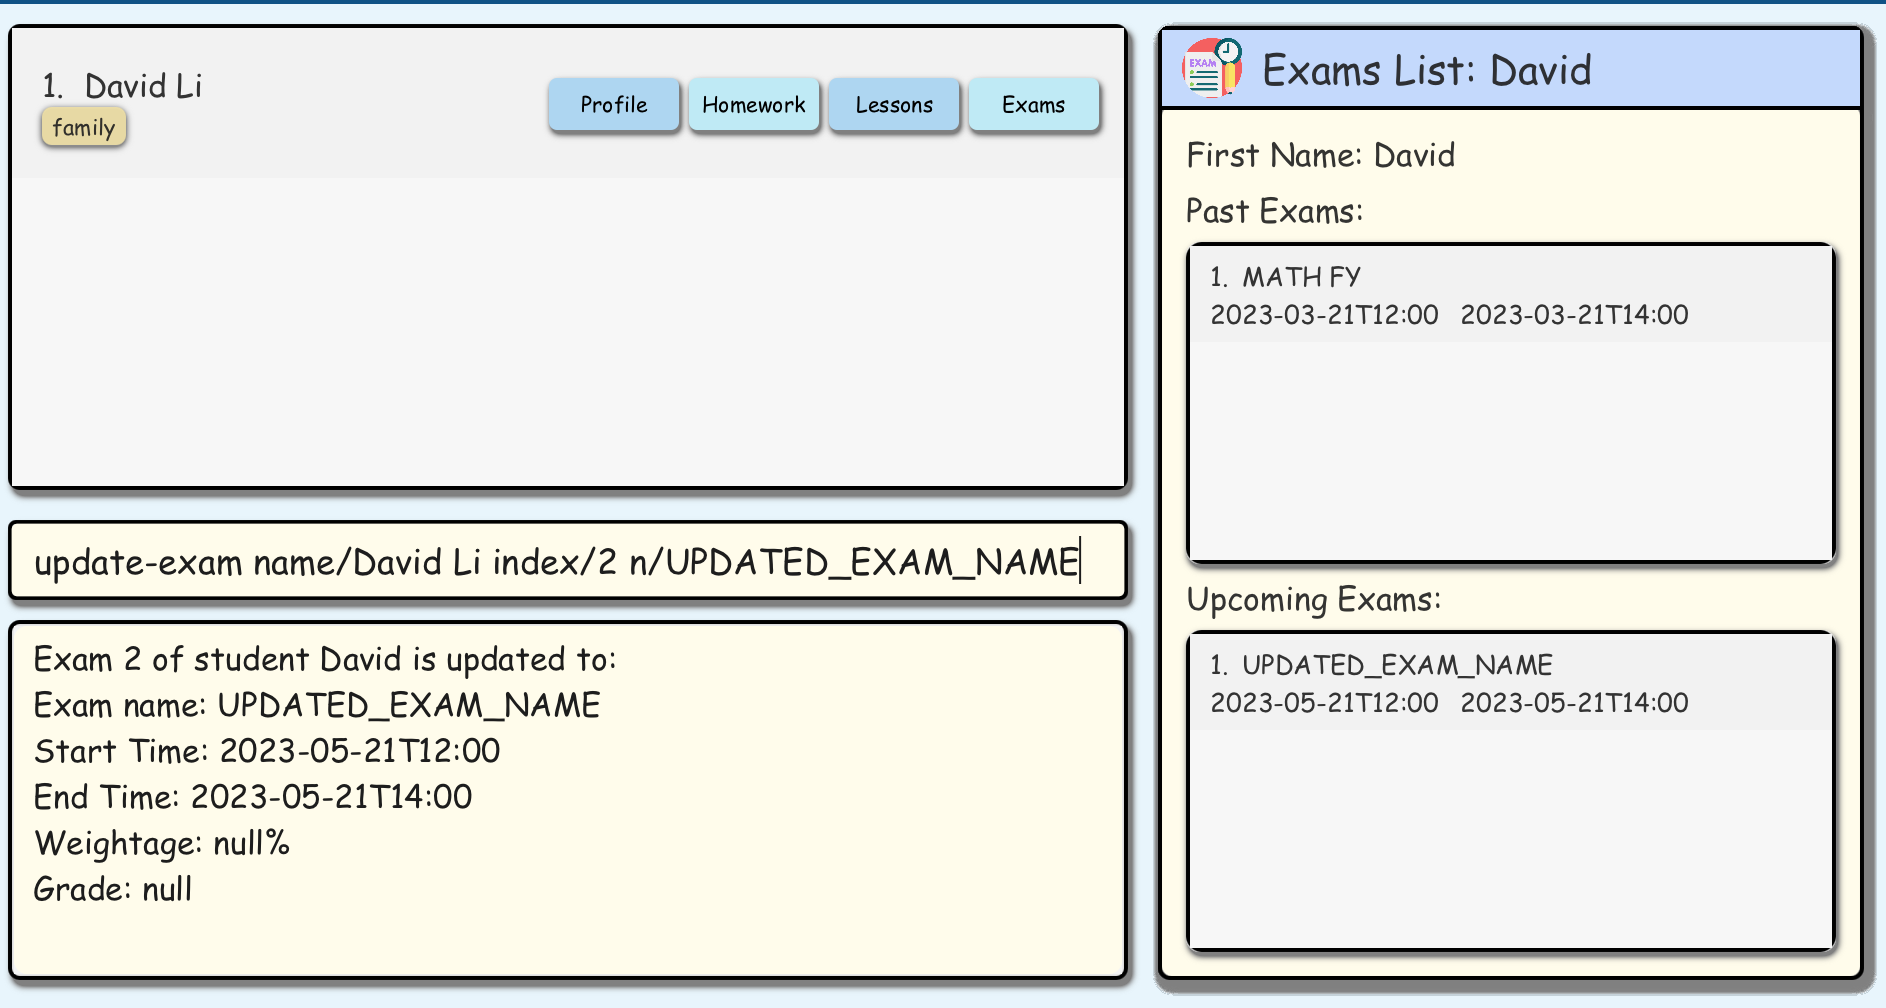 1. David Li
family
Profile
Homework
Lessons
Exams
update-exam name/David Li index/2 n/UPDATED_EXAM_NAME
Exam 2 of student David is updated to:
Exam name: UPDATED_EXAM_NAME
Start Time: 2023-05-21T12:00
End Time: 2023-05-21T14:00
Weightage: null%
Grade: null
EXAM
Exams List: David
First Name: David
Past Exams:
1. MATH FY
2023-03-21T12:00 2023-03-21T14:00
Upcoming Exams:
1. UPDATED_EXAM_NAME
2023-05-21T12:00 2023-05-21T14:00